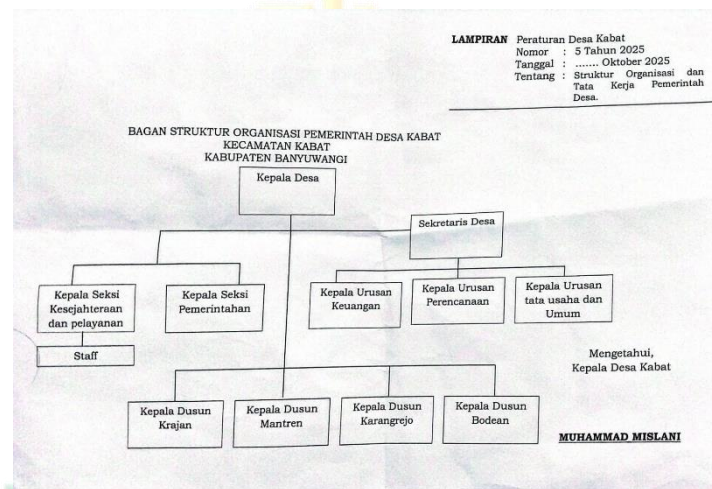 LAMPIRAN Peraturan Desa Kabat
Nomor : 5 Tahun 2025
Tanggal : ....... Oktober 2025
Tentang : Struktur Organisasi dan
Tata Kerja Pemerintah
Desa.
BAGAN STRUKTUR ORGANISASI PEMERINTAH DESA KABAT
KECAMATAN KABAT
KABUPATEN BANYUWANGI
Kepala Desa
Sekretaris Desa
Kepala Seksi
Kesejahteraan
dan pelayanan
Kepala Seksi
Pemerintahan
Kepala Urusan
Keuangan
Kepala Urusan
Perencanaan
Kepala Urusan
tata usaha dan
Umum
Staff
Mengetahui,
Kepala Desa Kabat
Kepala Dusun
Krajan
Kepala Dusun
Mantren
Kepala Dusun
Karangrejo
Kepala Dusun
Bodean
MUHAMMAD MISLANI